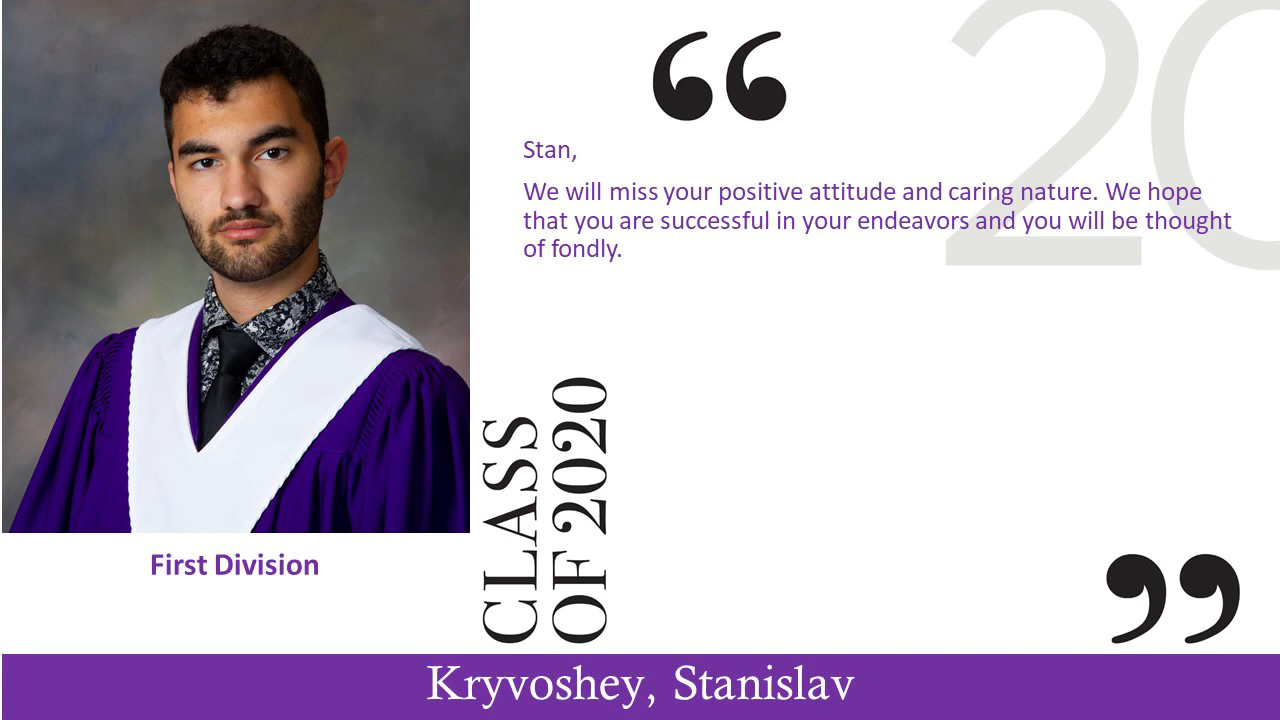 20
Stan,
We will miss your positive attitude and caring nature. We hope
that you are successful in your endeavors and you will be thought
of fondly.
CLASS
OF 2020
First Division
Kryvoshey, Stanislav